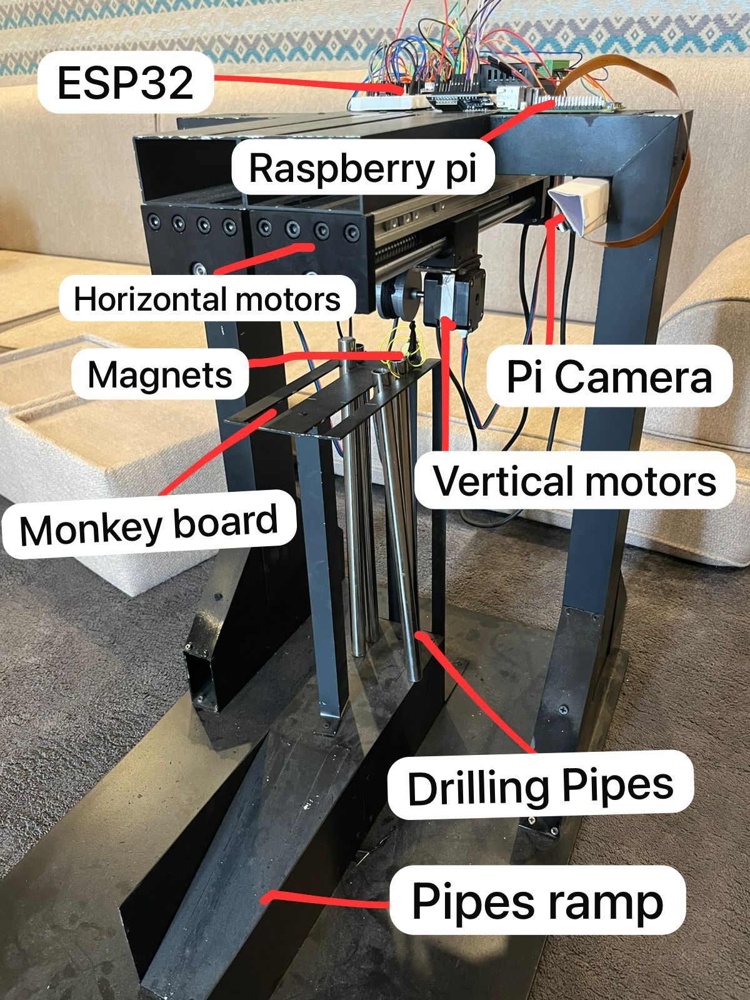 ESP32
Raspberry pi
Horizontal motors
Magnets
Pi Camera
Vertical motors
Monkey board
Drilling Pipes
Pipes ramp